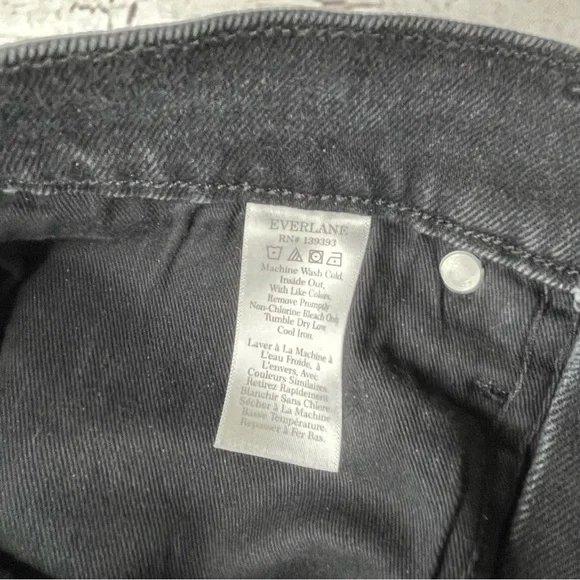 EVERLANE
RN# 139393
Machine Wash Cold,
Inside Out,
With Like Colors,
Remove Promptly
Non-Chlorine Bleach Only
Tumble Dry Low
Cool Iron.
Laver à La Machine à
L'eau Froide, à
L'envers, Avec
Couleurs Similaires
Retirez Rapidement
Blanchir Sans Chlore
Sécher à La Machine
Basse Température.
Repasser à Fer Bas.